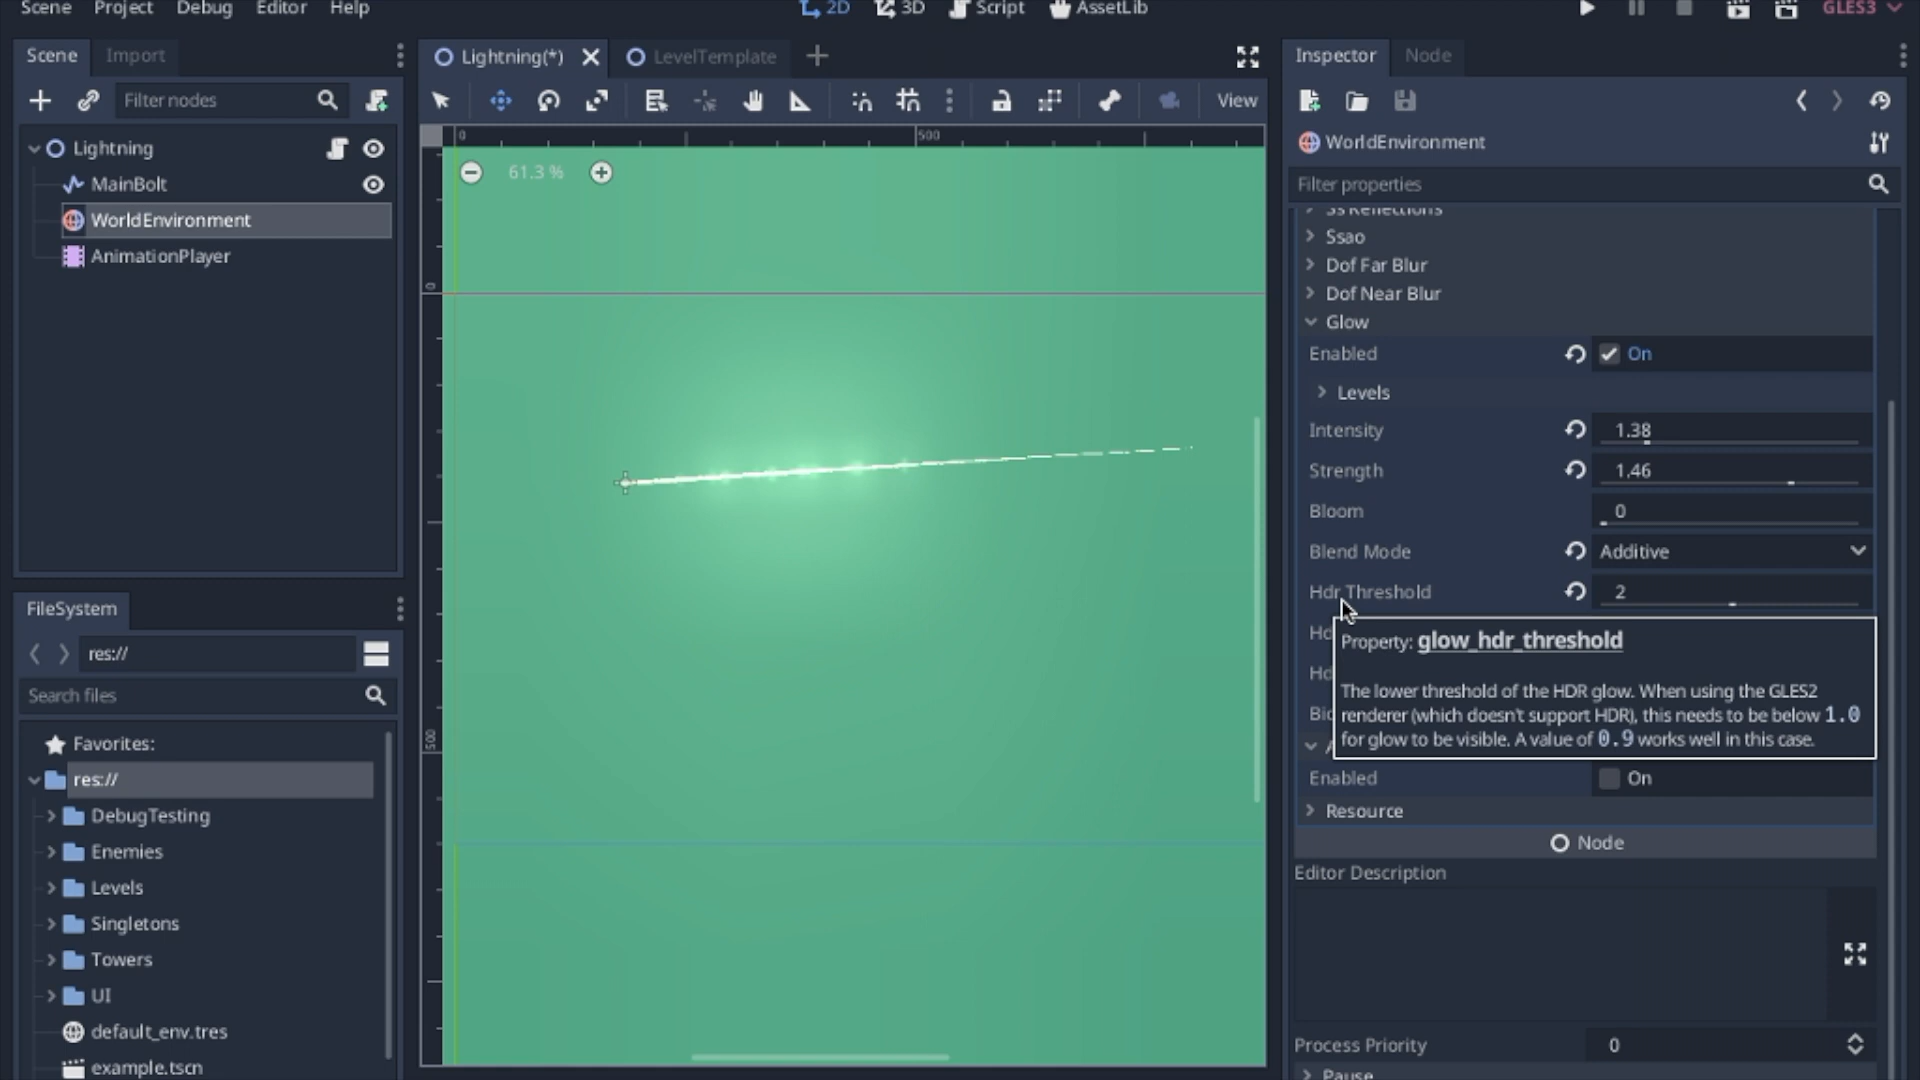 Scene Project Debug Editor Help
2D 3D Script AssetLib
GLES3
Scene Import
Filter nodes
Lightning
MainBolt
WorldEnvironment
AnimationPlayer
FileSystem
res://
Search files
Favorites:
res://
DebugTesting
Enemies
Levels
Singletons
Towers
UI
default_env.tres
example.tscn
Lightning(*) LevelTemplate
View
0 500
61.3 %
0
500
Inspector Node
WorldEnvironment
Filter properties
Ss Reflections
Ssao
Dof Far Blur
Dof Near Blur
Glow
Enabled On
Levels
Intensity 1.38
Strength 1.46
Bloom 0
Blend Mode Additive
Hdr Threshold 2
Property: glow_hdr_threshold
The lower threshold of the HDR glow. When using the GLES2
renderer (which doesn't support HDR), this needs to be below 1.0
for glow to be visible. A value of 0.9 works well in this case.
Enabled On
Resource
Node
Editor Description
Process Priority 0
Pause